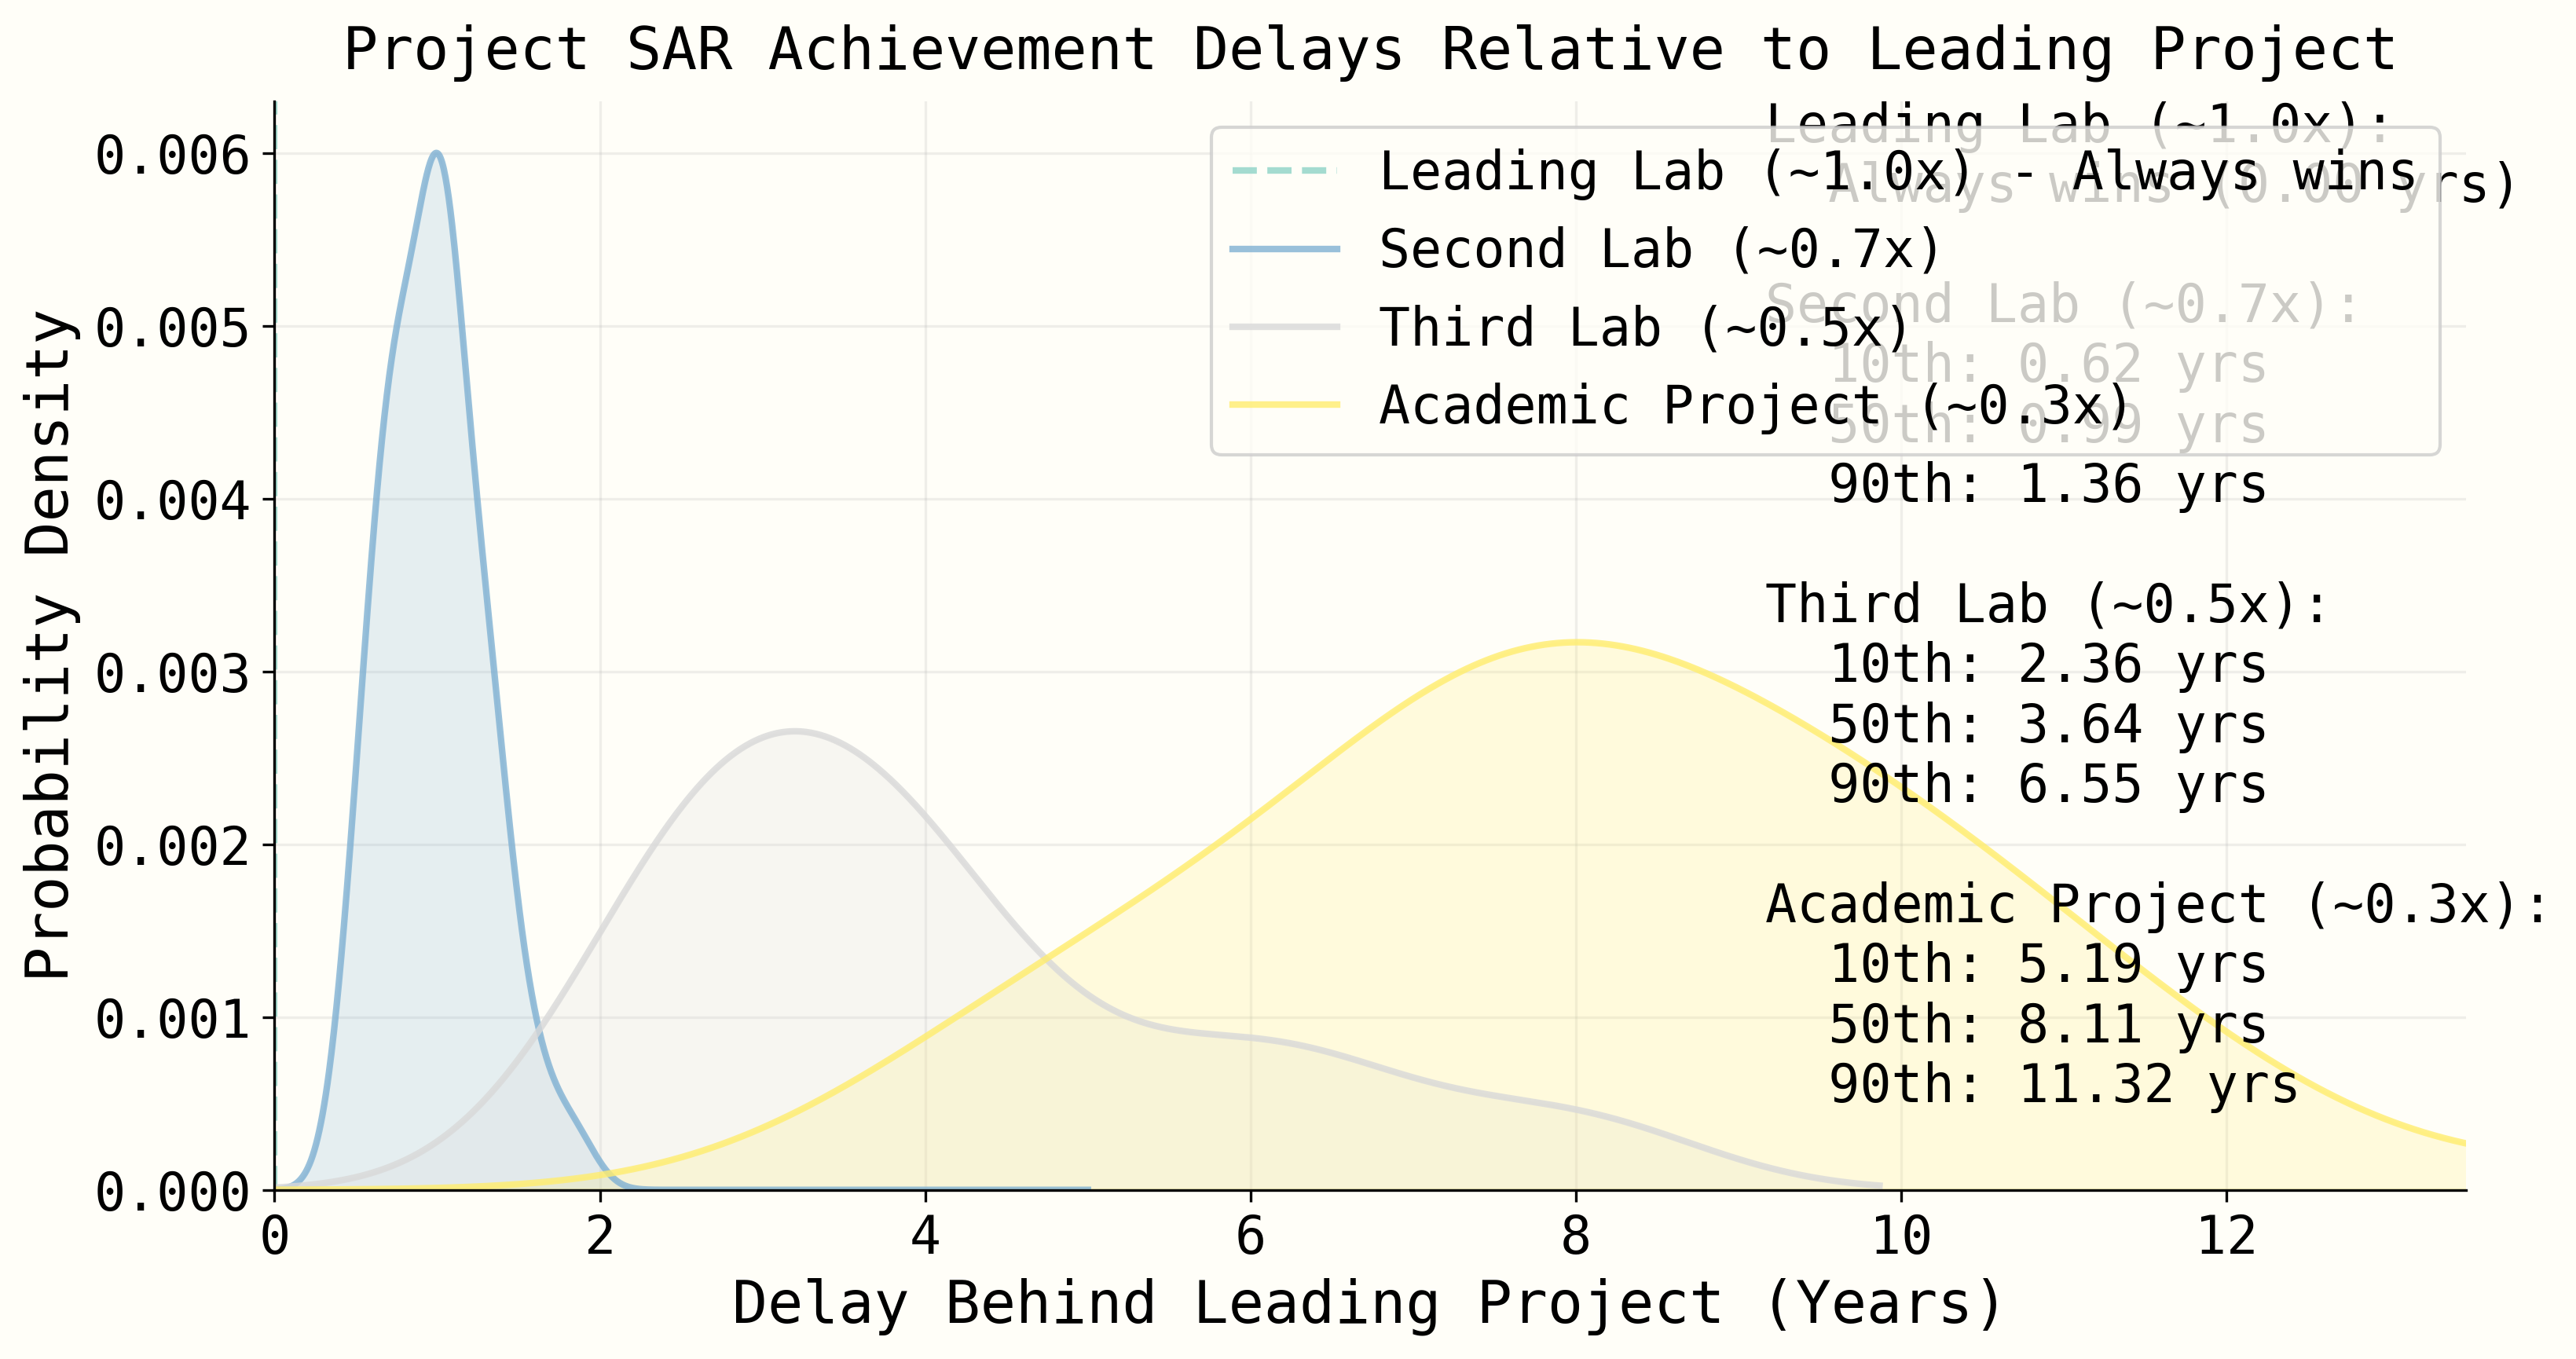 Project SAR Achievement Delays Relative to Leading Project
Probability Density
0.006
0.005
0.004
0.003
0.002
0.001
0.000
0
2
4
6
8
10
12
Delay Behind Leading Project (Years)
Leading Lab (~1.0x) - Always wins
Second Lab (~0.7x)
Third Lab (~0.5x)
Academic Project (~0.3x)
Leading Lab (~1.0x):
Always wins (0.00 yrs)
Second Lab (~0.7x):
10th: 0.62 yrs
50th: 0.99 yrs
90th: 1.36 yrs
Third Lab (~0.5x):
10th: 2.36 yrs
50th: 3.64 yrs
90th: 6.55 yrs
Academic Project (~0.3x):
10th: 5.19 yrs
50th: 8.11 yrs
90th: 11.32 yrs